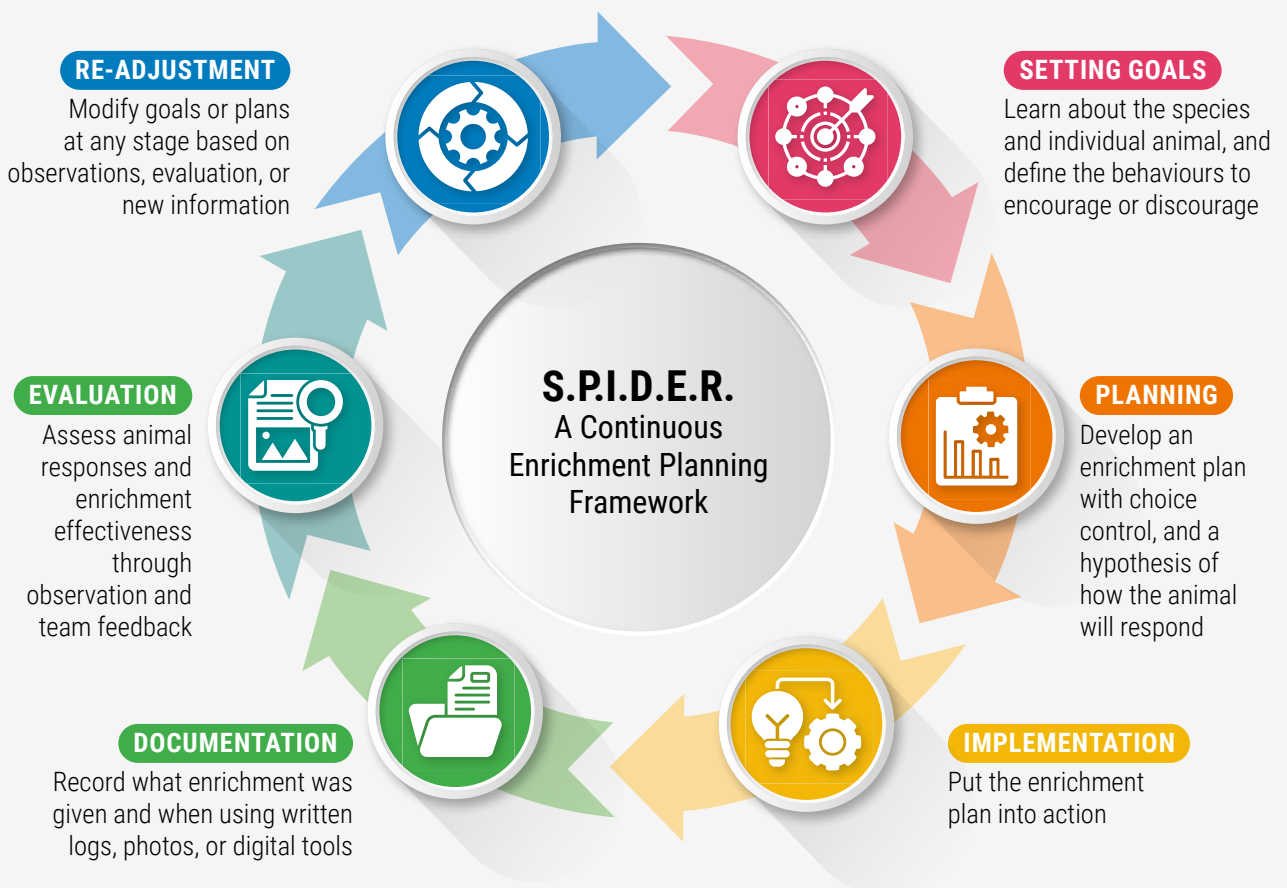 S.P.I.D.E.R.
A Continuous
Enrichment Planning
Framework
SETTING GOALS
Learn about the species
and individual animal, and
define the behaviours to
encourage or discourage
PLANNING
Develop an
enrichment plan
with choice
control, and a
hypothesis of
how the animal
will respond
IMPLEMENTATION
Put the enrichment
plan into action
DOCUMENTATION
Record what enrichment was
given and when using written
logs, photos, or digital tools
EVALUATION
Assess animal
responses and
enrichment
effectiveness
through
observation and
team feedback
RE-ADJUSTMENT
Modify goals or plans
at any stage based on
observations, evaluation, or
new information